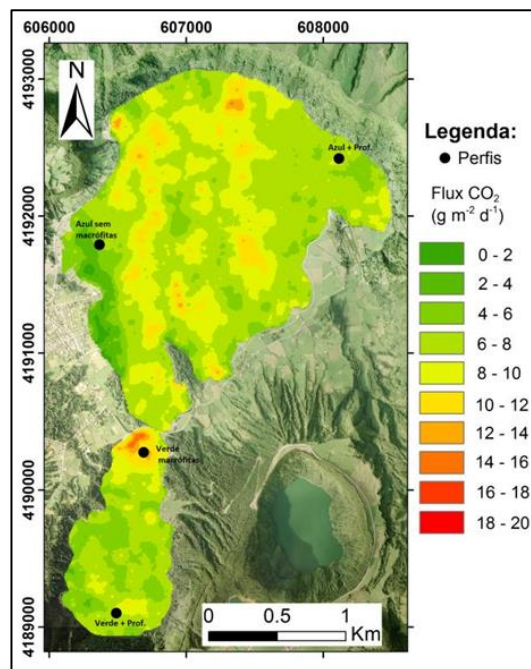 606000 607000 608000
4193000
4192000
4191000
4190000
4189000
N
Azul + Prof.
Azul sem
macrófitas
Verde
macrófitas
Verde + Prof.
0 0.5 1
Km
Legenda:
Perfis
Flux CO₂
(g m⁻² d⁻¹)
0 - 2
2 - 4
4 - 6
6 - 8
8 - 10
10 - 12
12 - 14
14 - 16
16 - 18
18 - 20